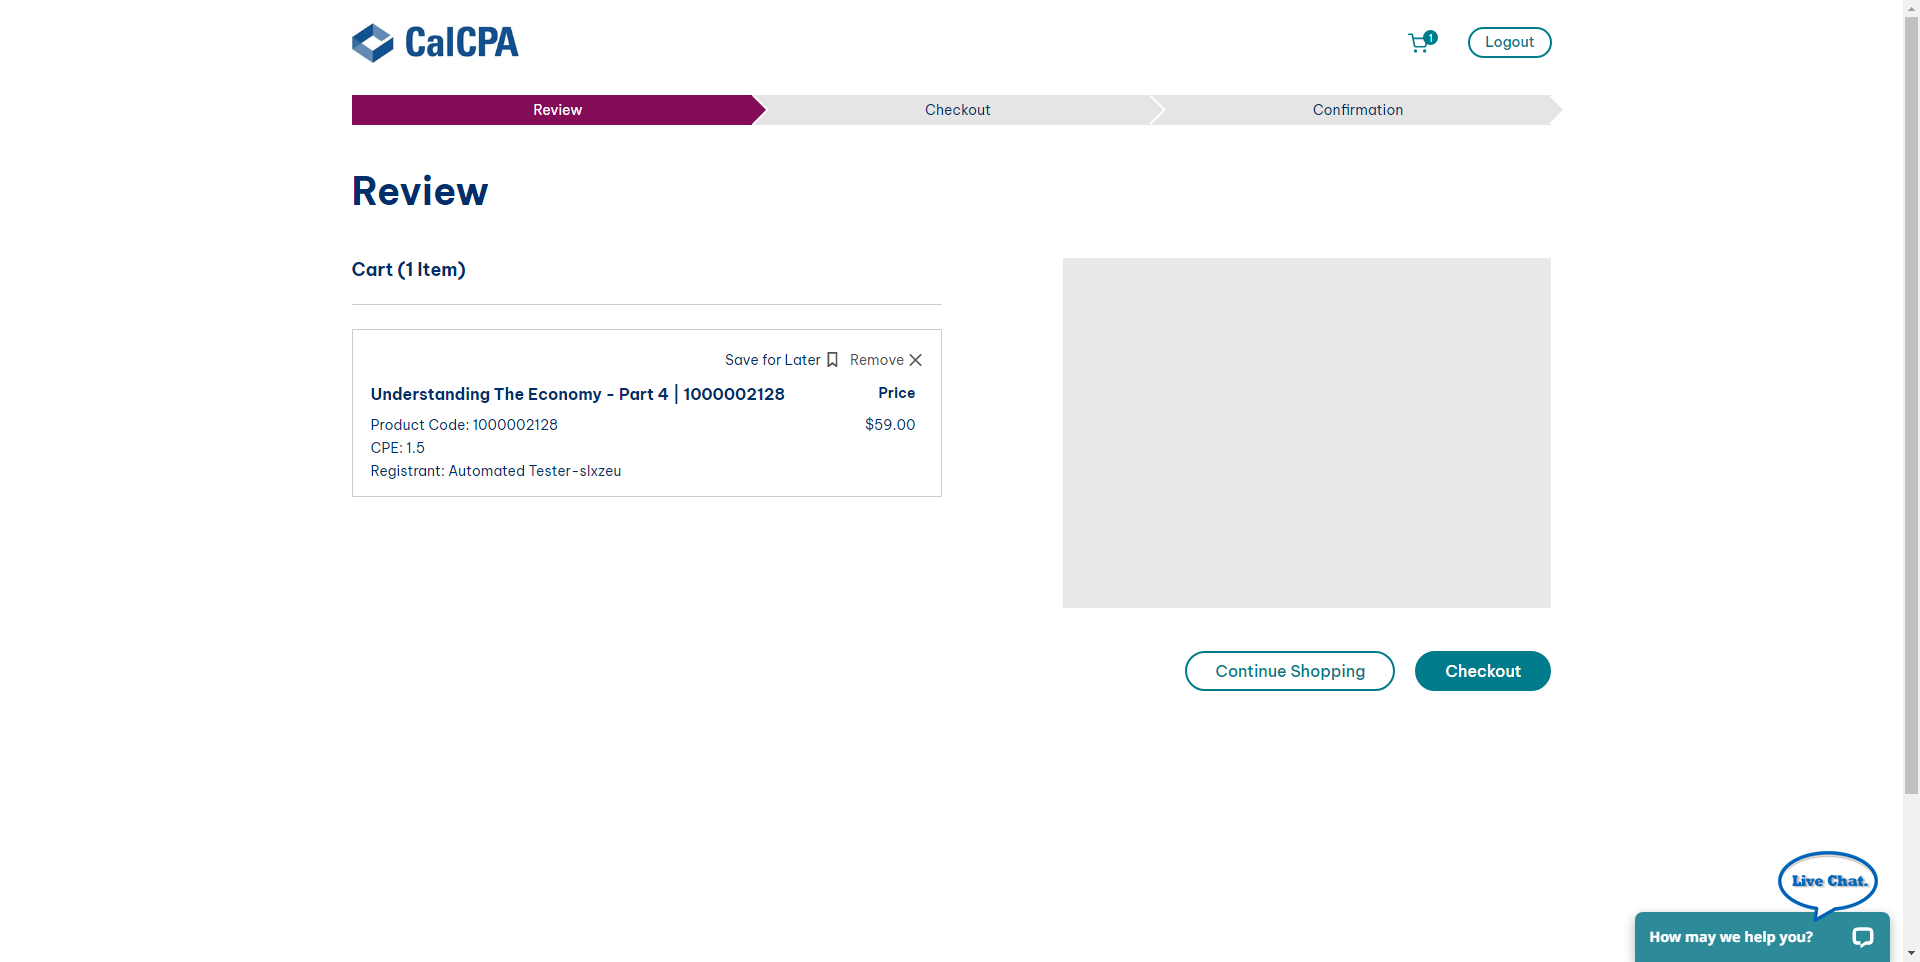 CalCPA
1
Logout
Review
Checkout
Confirmation
Review
Cart (1 Item)
Save for Later
Remove
Understanding The Economy - Part 4 | 1000002128
Price
Product Code: 1000002128
$59.00
CPE: 1.5
Registrant: Automated Tester-slxzeu
Continue Shopping
Checkout
Live Chat.
How may we help you?